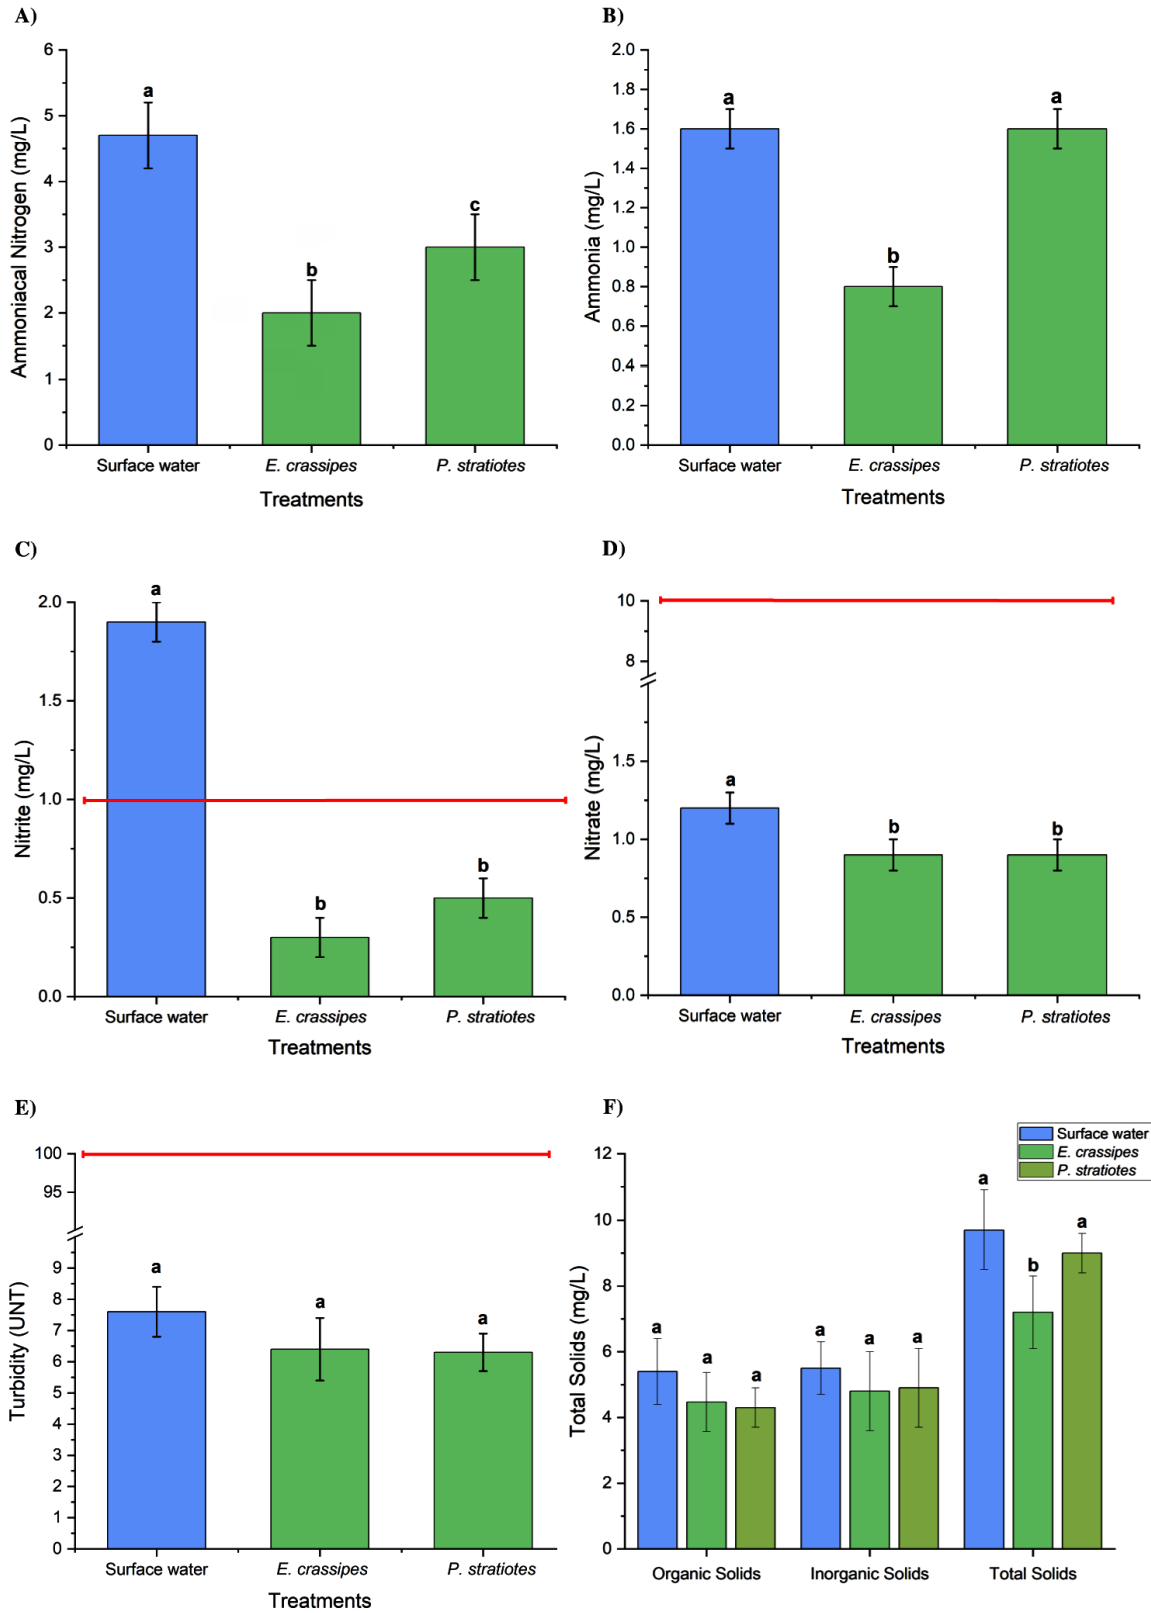 A)
6
5
4
3
2
1
0
Ammoniacal Nitrogen (mg/L)
a
b
c
Surface water
E. crassipes
P. stratiotes
Treatments
B)
2.0
1.8
1.6
1.4
1.2
1.0
0.8
0.6
0.4
0.2
0.0
Ammonia (mg/L)
a
b
a
Surface water
E. crassipes
P. stratiotes
Treatments
C)
2.0
1.5
1.0
0.5
0.0
Nitrite (mg/L)
a
b
b
Surface water
E. crassipes
P. stratiotes
Treatments
D)
10
8
1.5
1.0
0.5
0.0
Nitrate (mg/L)
a
b
b
Surface water
E. crassipes
P. stratiotes
Treatments
E)
100
95
9
8
7
6
5
4
3
2
1
0
Turbidity (UNT)
a
a
a
Surface water
E. crassipes
P. stratiotes
Treatments
F)
Surface water
E. crassipes
P. stratiotes
12
10
8
6
4
2
0
Total Solids (mg/L)
a
a
a
a
a
a
a
b
a
Organic Solids
Inorganic Solids
Total Solids